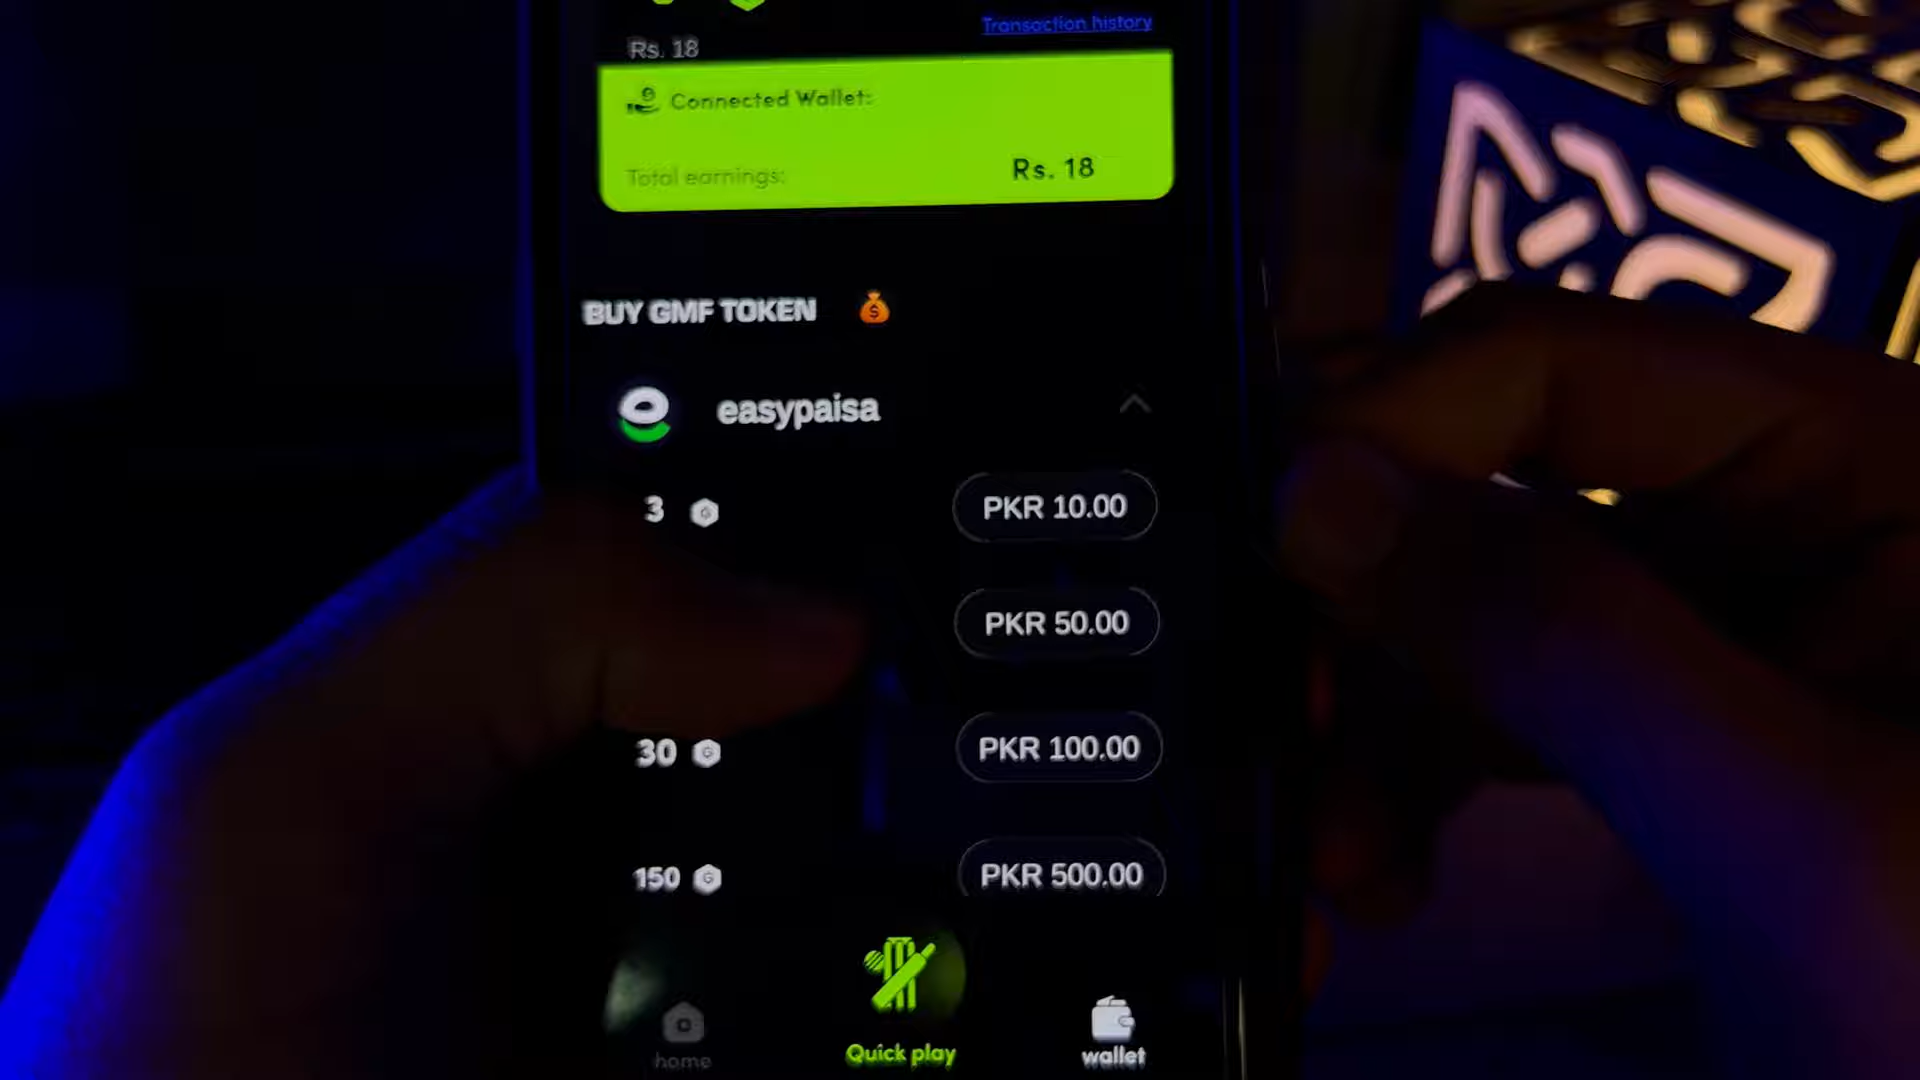 Transaction history
Rs. 18
Connected Wallet:
Total earnings: Rs. 18
BUY GMF TOKEN
easypaisa
3 PKR 10.00
PKR 50.00
30 PKR 100.00
150 PKR 500.00
home
Quick play
wallet